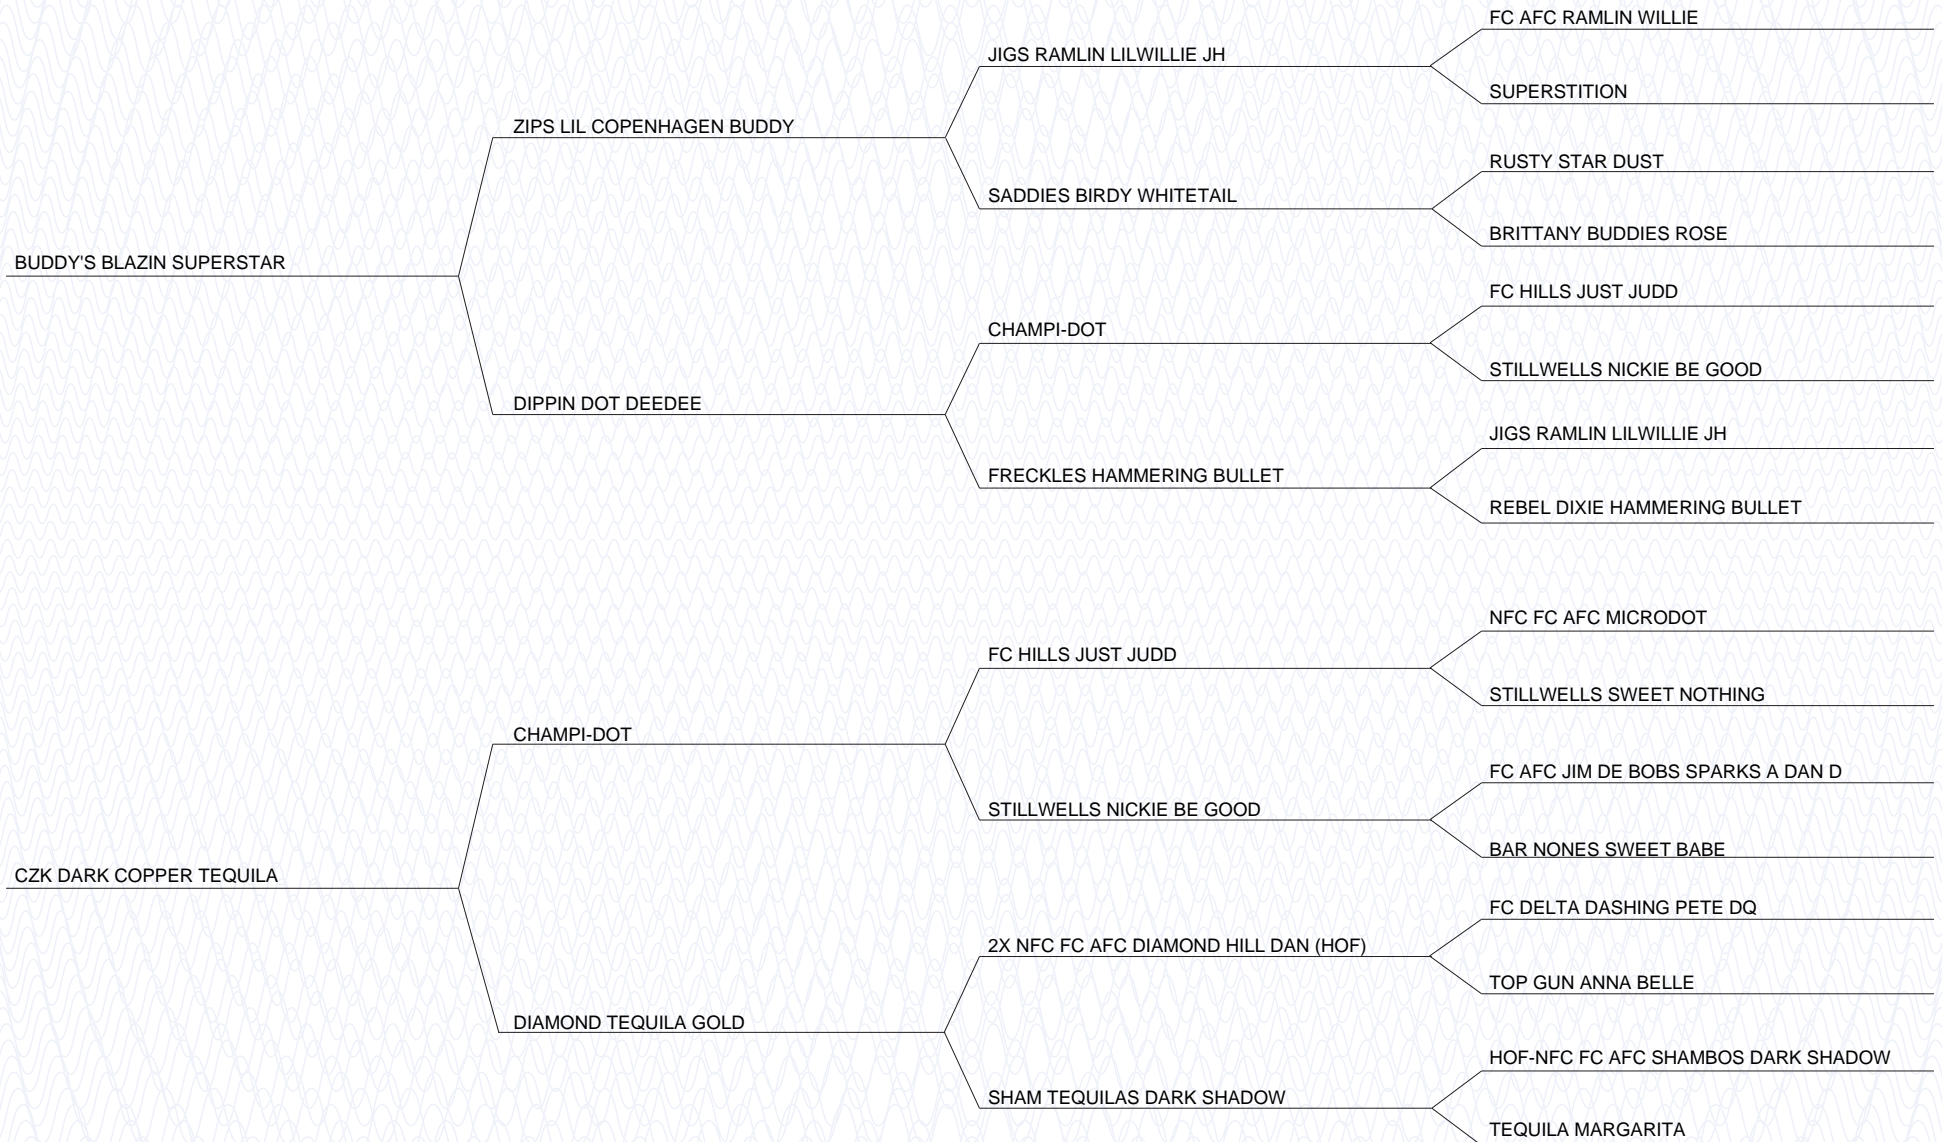 FC AFC RAMLIN WILLIE
JIGS RAMLIN LILWILLIE JH
SUPERSTITION
ZIPS LIL COPENHAGEN BUDDY
RUSTY STAR DUST
SADDIES BIRDY WHITETAIL
BRITTANY BUDDIES ROSE
BUDDY'S BLAZIN SUPERSTAR
FC HILLS JUST JUDD
CHAMPI-DOT
STILLWELLS NICKIE BE GOOD
DIPPIN DOT DEEDEE
JIGS RAMLIN LILWILLIE JH
FRECKLES HAMMERING BULLET
REBEL DIXIE HAMMERING BULLET
NFC FC AFC MICRODOT
FC HILLS JUST JUDD
STILLWELLS SWEET NOTHING
CHAMPI-DOT
FC AFC JIM DE BOBS SPARKS A DAN D
STILLWELLS NICKIE BE GOOD
BAR NONES SWEET BABE
CZK DARK COPPER TEQUILA
FC DELTA DASHING PETE DQ
2X NFC FC AFC DIAMOND HILL DAN (HOF)
TOP GUN ANNA BELLE
DIAMOND TEQUILA GOLD
HOF-NFC FC AFC SHAMBOS DARK SHADOW
SHAM TEQUILAS DARK SHADOW
TEQUILA MARGARITA